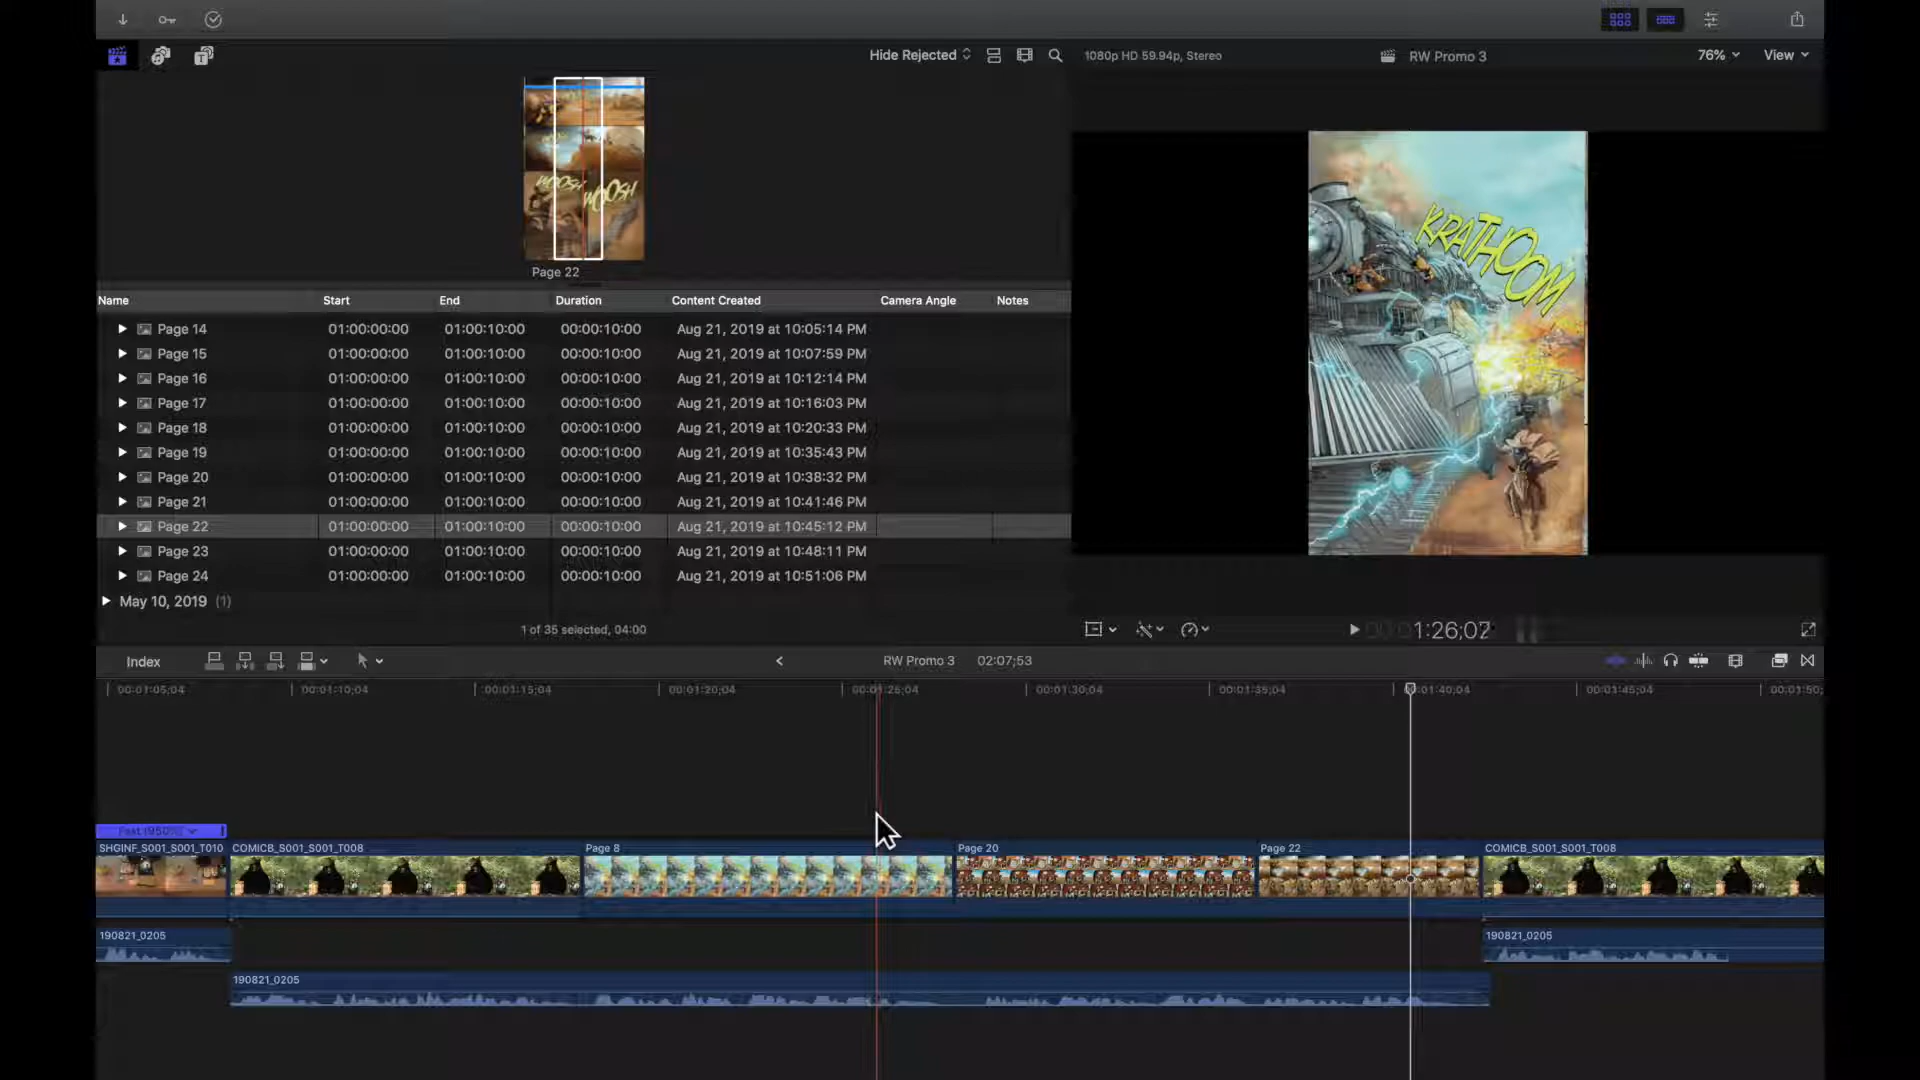 Hide Rejected
1080p HD 59.94p, Stereo
RW Promo 3
76%
View
WOOSH
WOOSH
Page 22
KRATHOOM
Name Start End Duration Content Created Camera Angle Notes
Page 14 01:00:00:00 01:00:10:00 00:00:10:00 Aug 21, 2019 at 10:05:14 PM
Page 15 01:00:00:00 01:00:10:00 00:00:10:00 Aug 21, 2019 at 10:07:59 PM
Page 16 01:00:00:00 01:00:10:00 00:00:10:00 Aug 21, 2019 at 10:12:14 PM
Page 17 01:00:00:00 01:00:10:00 00:00:10:00 Aug 21, 2019 at 10:16:03 PM
Page 18 01:00:00:00 01:00:10:00 00:00:10:00 Aug 21, 2019 at 10:20:33 PM
Page 19 01:00:00:00 01:00:10:00 00:00:10:00 Aug 21, 2019 at 10:35:43 PM
Page 20 01:00:00:00 01:00:10:00 00:00:10:00 Aug 21, 2019 at 10:38:32 PM
Page 21 01:00:00:00 01:00:10:00 00:00:10:00 Aug 21, 2019 at 10:41:46 PM
Page 22 01:00:00:00 01:00:10:00 00:00:10:00 Aug 21, 2019 at 10:45:12 PM
Page 23 01:00:00:00 01:00:10:00 00:00:10:00 Aug 21, 2019 at 10:48:11 PM
Page 24 01:00:00:00 01:00:10:00 00:00:10:00 Aug 21, 2019 at 10:51:06 PM
May 10, 2019 (1)
1 of 35 selected, 04:00
1:26;07
Index
RW Promo 3 02:07;53
00:01:05;04 00:01:10;04 00:01:15;04 00:01:20;04 00:01:25;04 00:01:30;04 00:01:35;04 00:01:40;04 00:01:45;04 00:01:50;
Fast (950%)
SHGINF_S001_S001_T010 COMICB_S001_S001_T008 Page 8 Page 20 Page 22 COMICB_S001_S001_T008
190821_0205 190821_0205
190821_0205